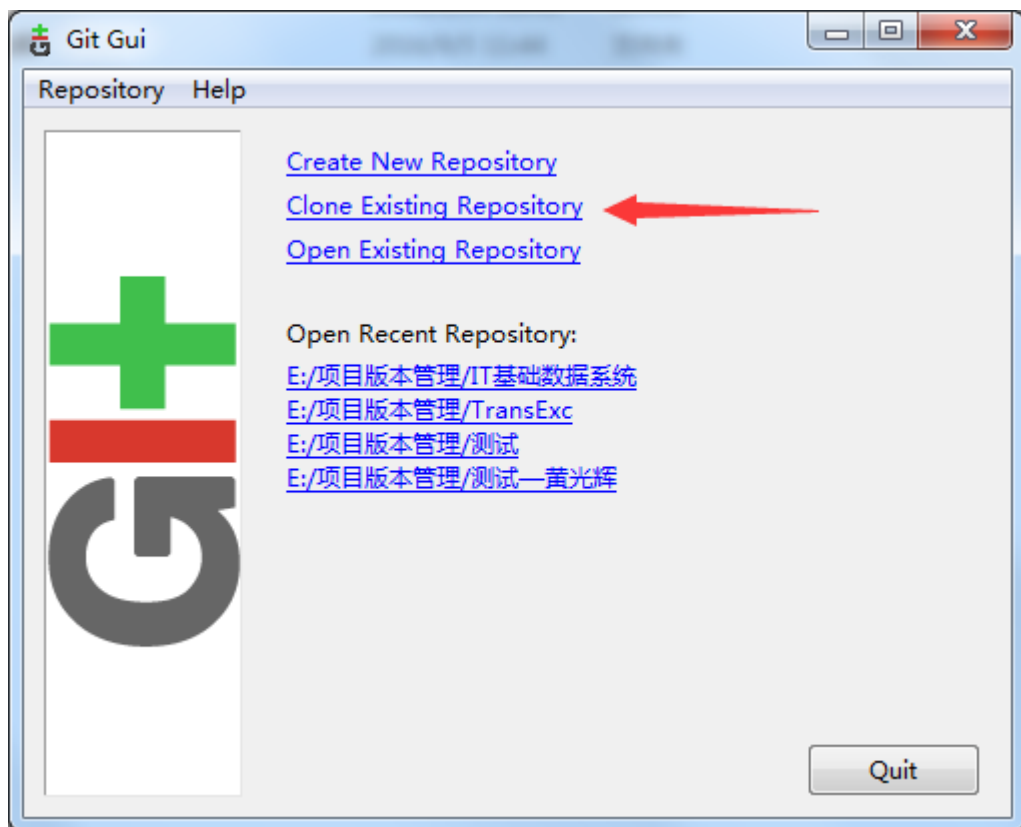 Git Gui
Repository Help
Create New Repository
Clone Existing Repository
Open Existing Repository
Open Recent Repository:
E:/项目版本管理/IT基础数据系统
E:/项目版本管理/TransExc
E:/项目版本管理/测试
E:/项目版本管理/测试—黄光辉
Quit